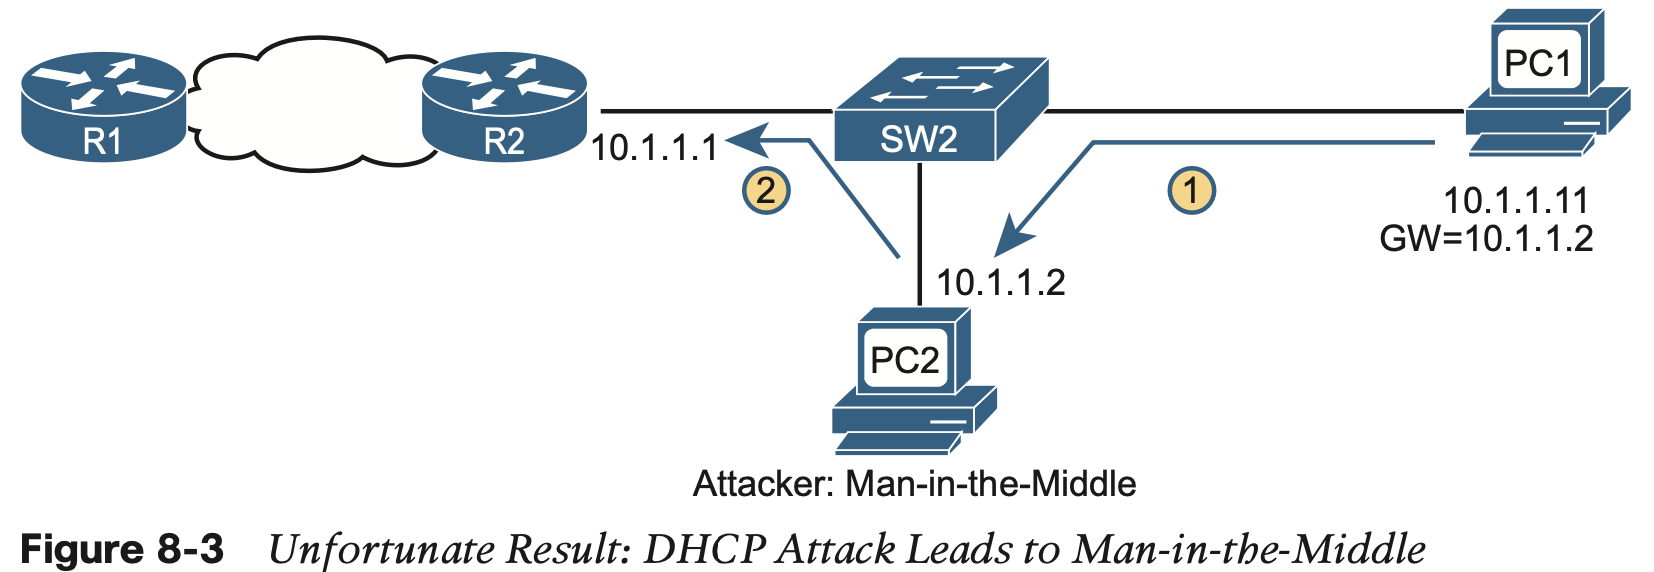 R1
R2
10.1.1.1
SW2
PC1
2
1
10.1.1.11
GW=10.1.1.2
10.1.1.2
PC2
Attacker: Man-in-the-Middle
Figure 8-3 Unfortunate Result: DHCP Attack Leads to Man-in-the-Middle